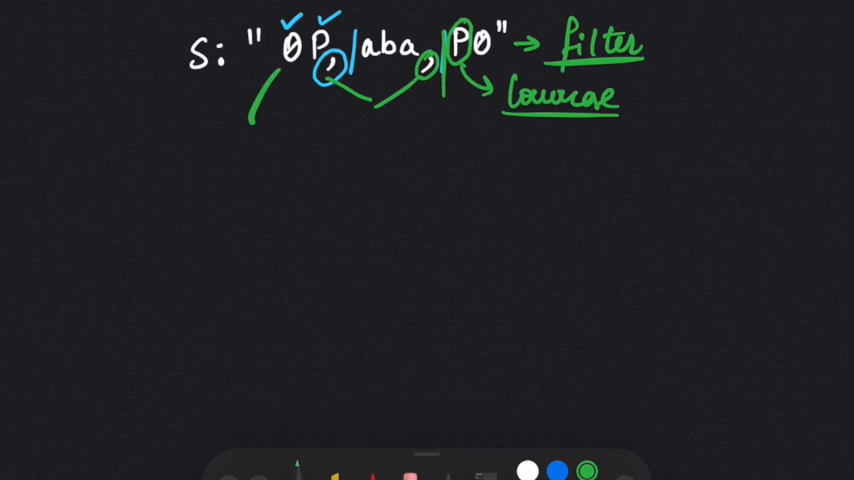 S: " 0P, aba, P0" → filter
lowercase